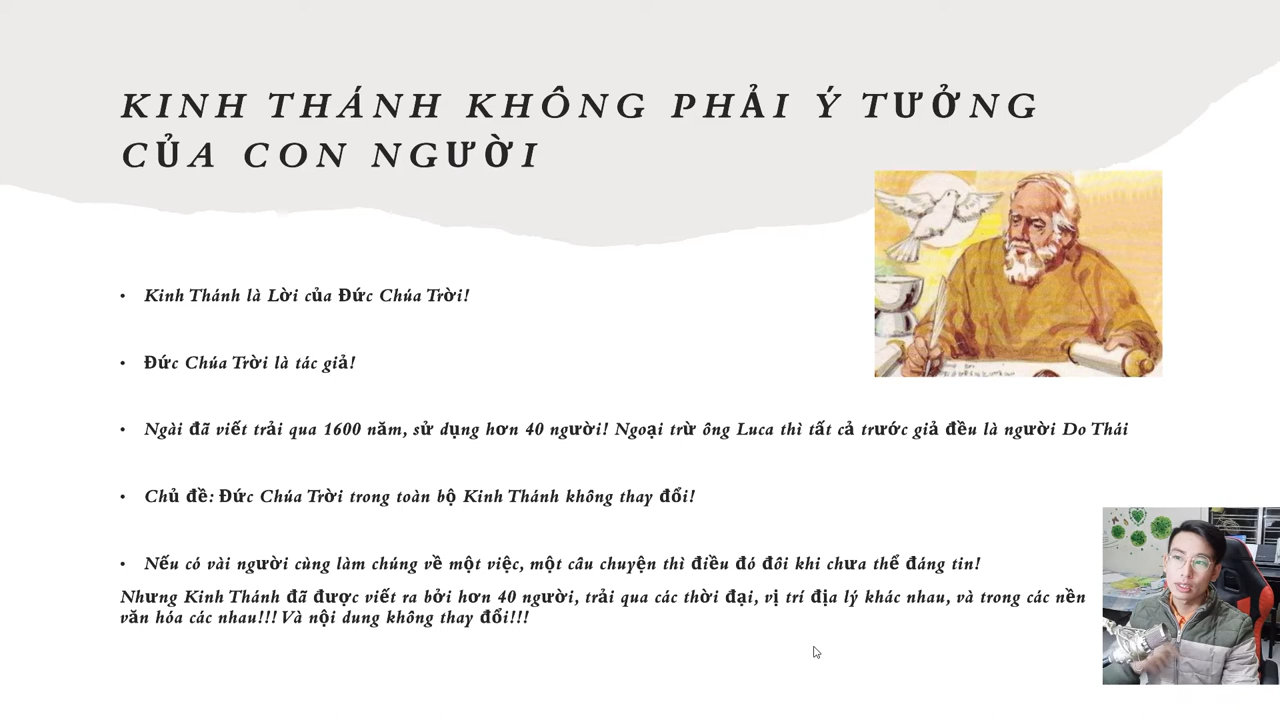 KINH THÁNH KHÔNG PHẢI Ý TƯỞNG
CỦA CON NGƯỜI
• Kinh Thánh là Lời của Đức Chúa Trời!
• Đức Chúa Trời là tác giả!
• Ngài đã viết trải qua 1600 năm, sử dụng hơn 40 người! Ngoại trừ ông Luca thì tất cả trước giả đều là người Do Thái
• Chủ đề: Đức Chúa Trời trong toàn bộ Kinh Thánh không thay đổi!
• Nếu có vài người cùng làm chúng về một việc, một câu chuyện thì điều đó đôi khi chưa thể đáng tin!
Nhưng Kinh Thánh đã được viết ra bởi hơn 40 người, trải qua các thời đại, vị trí địa lý khác nhau, và trong các nền
văn hóa các nhau!!! Và nội dung không thay đổi!!!